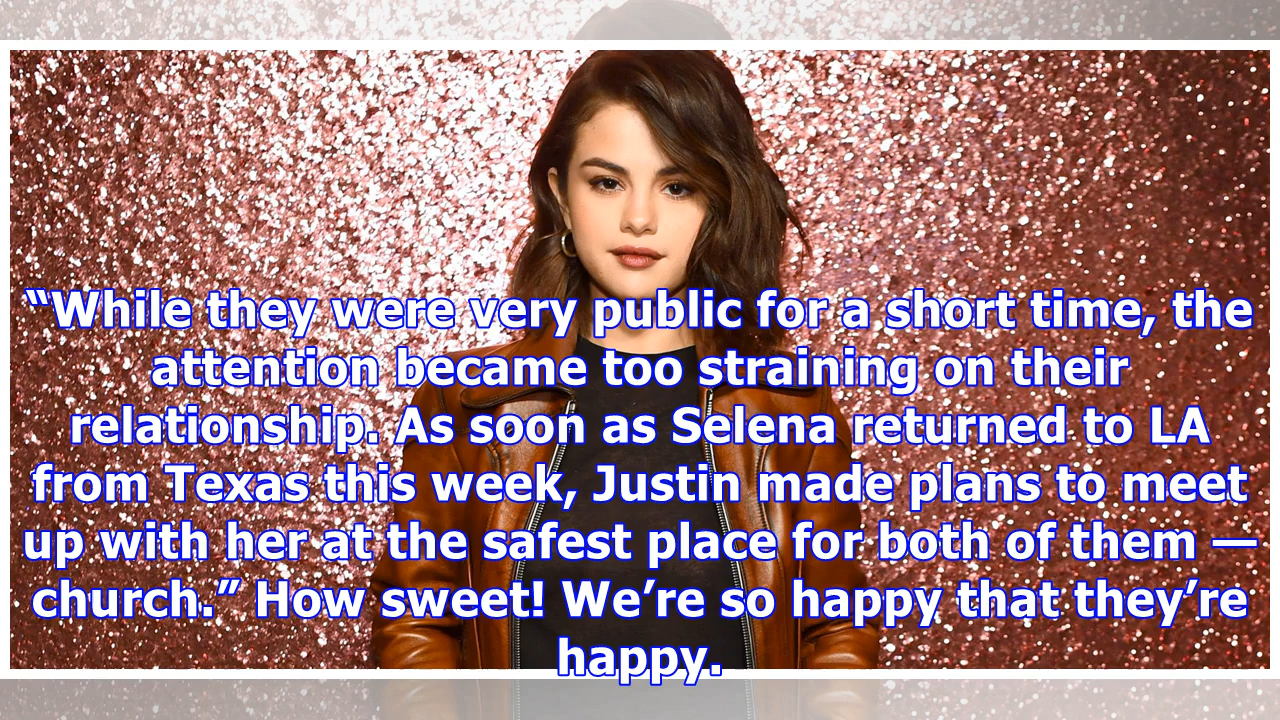 “While they were very public for a short time, the
attention became too straining on their
relationship. As soon as Selena returned to LA
from Texas this week, Justin made plans to meet
up with her at the safest place for both of them —
church.” How sweet! We’re so happy that they’re
happy.